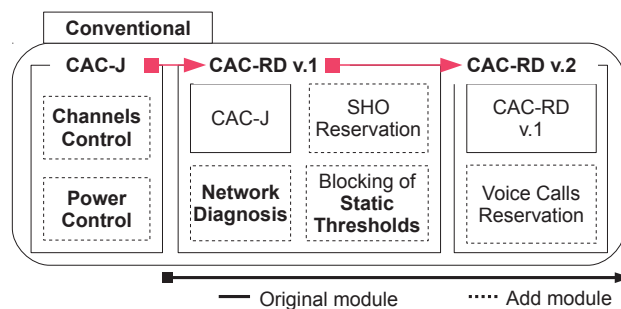 Conventional
CAC-J
CAC-RD v.1
CAC-RD v.2
Channels
Control
Power
Control
CAC-J
SHO
Reservation
Network
Diagnosis
Blocking of
Static
Thresholds
CAC-RD
v.1
Voice Calls
Reservation
Original module
Add module